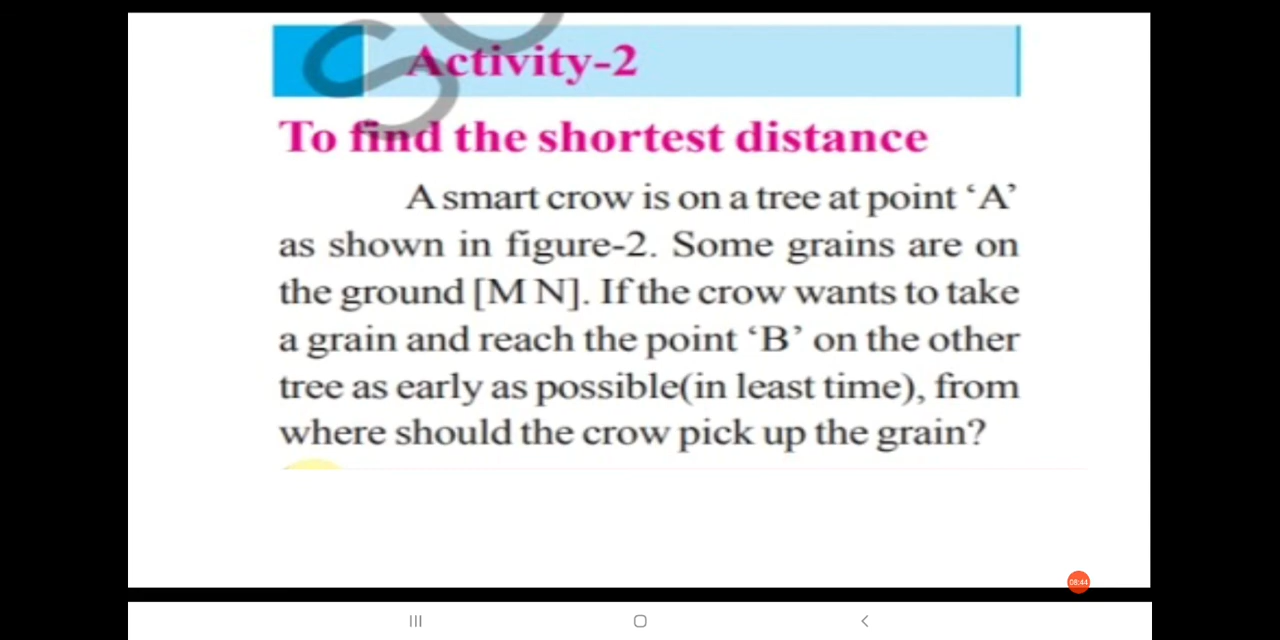 Activity-2
To find the shortest distance
A smart crow is on a tree at point ‘A’
as shown in figure-2. Some grains are on
the ground [M N]. If the crow wants to take
a grain and reach the point ‘B’ on the other
tree as early as possible(in least time), from
where should the crow pick up the grain?
08:44